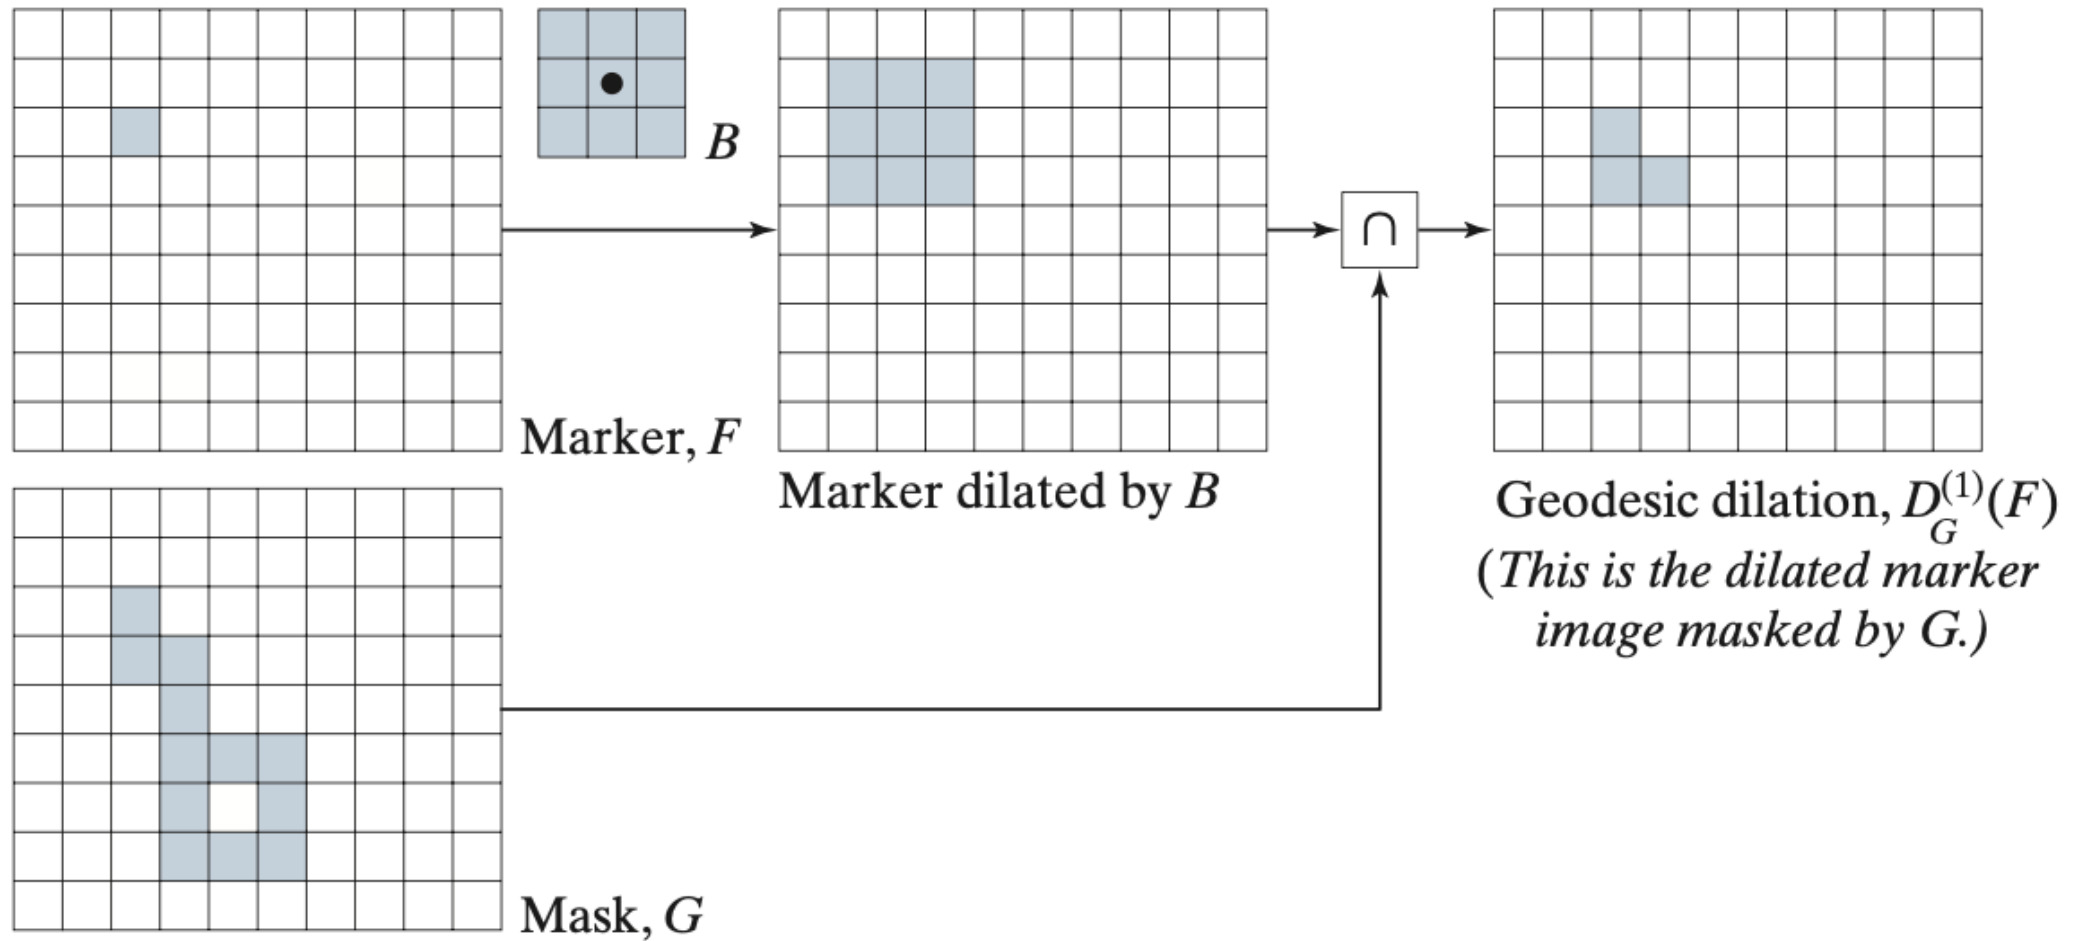 B
Marker, F
Marker dilated by B
∩
Geodesic dilation, D_G^(1)(F)
(This is the dilated marker
image masked by G.)
Mask, G